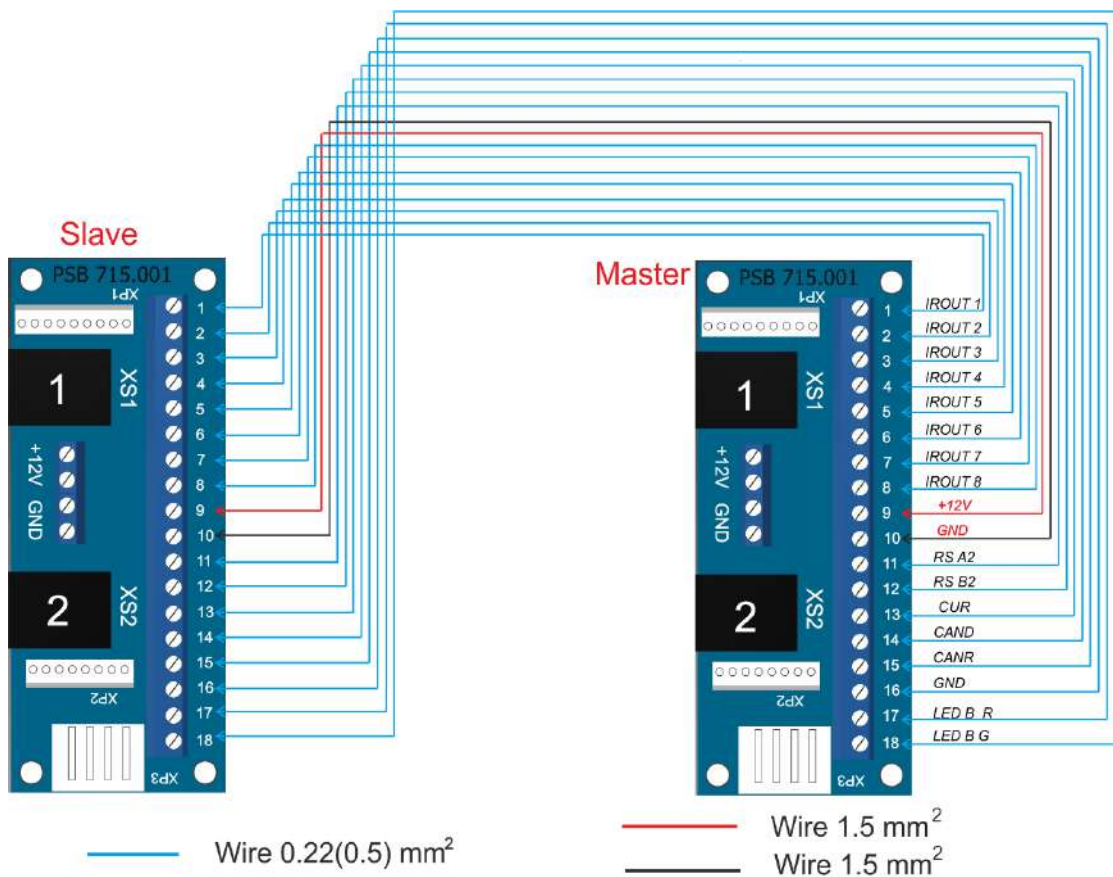 Slave
PSB 715.001
XP1
1
2
3
4
5
6
7
8
9
10
11
12
13
14
15
16
17
18
1
XS1
+12V
GND
2
XS2
XP2
XP3
Master
PSB 715.001
XP1
1 IROUT 1
2 IROUT 2
3 IROUT 3
4 IROUT 4
5 IROUT 5
6 IROUT 6
7 IROUT 7
8 IROUT 8
9 +12V
10 GND
11 RS A2
12 RS B2
13 CUR
14 CAND
15 CANR
16 GND
17 LED B R
18 LED B G
1
XS1
+12V
GND
2
XS2
XP2
XP3
Wire 0.22(0.5) mm²
Wire 1.5 mm²
Wire 1.5 mm²